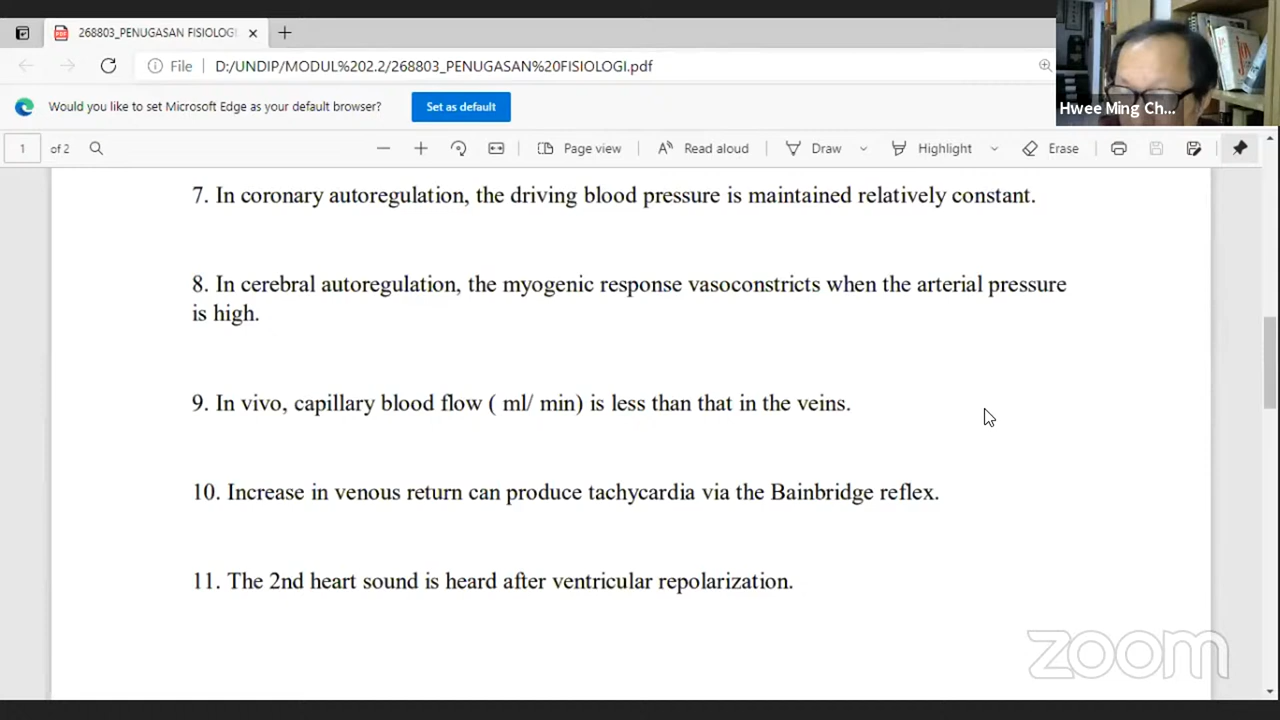 268803_PENUGASAN FISIOLOGI
File
D:/UNDIP/MODUL%202.2/268803_PENUGASAN%20FISIOLOGI.pdf
Hwee Ming Ch...
Would you like to set Microsoft Edge as your default browser?
Set as default
1 of 2
Page view
Read aloud
Draw
Highlight
Erase
7. In coronary autoregulation, the driving blood pressure is maintained relatively constant.
8. In cerebral autoregulation, the myogenic response vasoconstricts when the arterial pressure
is high.
9. In vivo, capillary blood flow ( ml/ min) is less than that in the veins.
10. Increase in venous return can produce tachycardia via the Bainbridge reflex.
11. The 2nd heart sound is heard after ventricular repolarization.
zoom